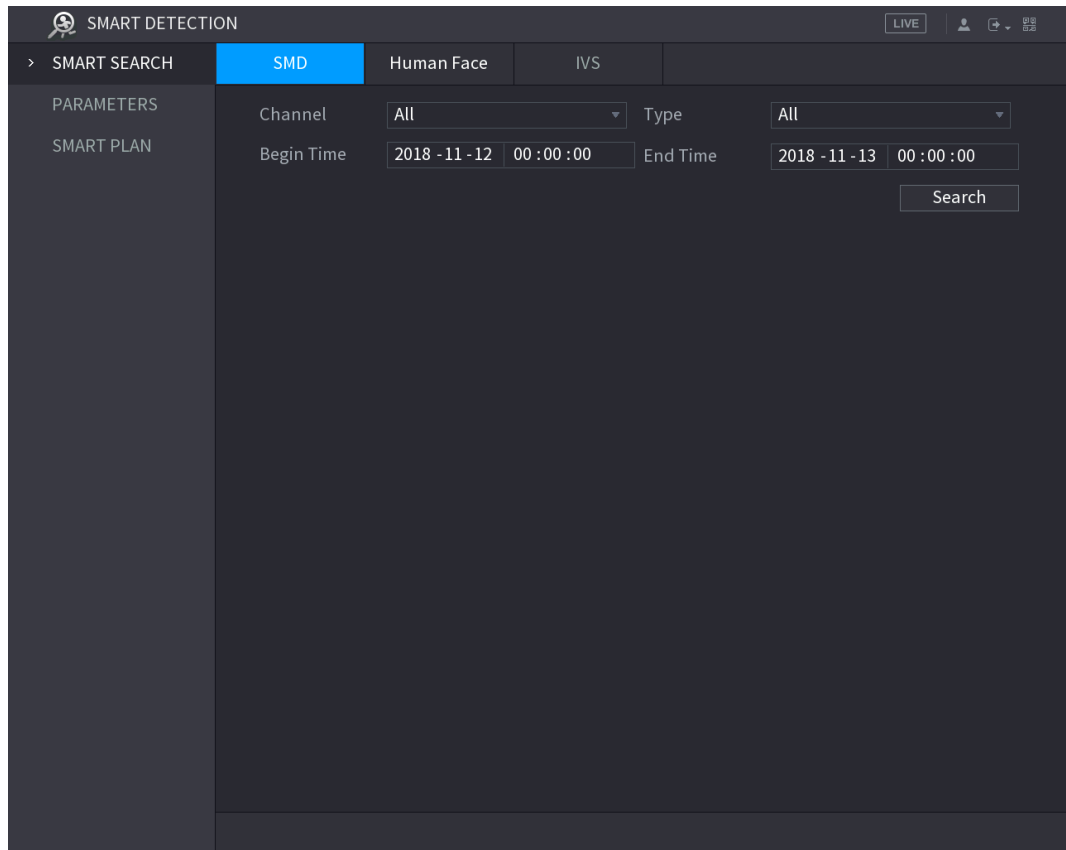 SMART DETECTION LIVE
> SMART SEARCH SMD Human Face IVS
PARAMETERS
SMART PLAN
Channel All Type All
Begin Time 2018 -11 -12 00 :00 :00 End Time 2018 -11 -13 00 :00 :00
Search